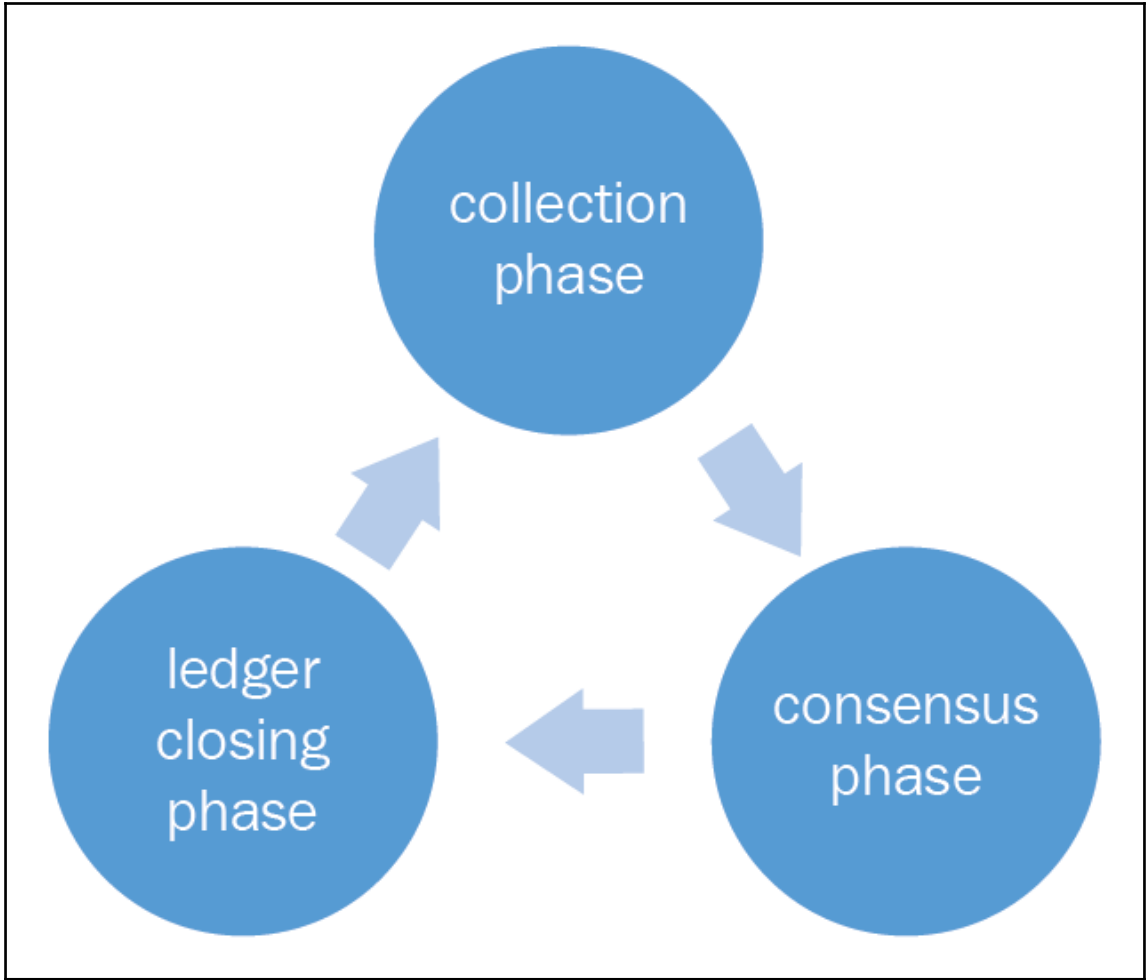 collection
phase
consensus
phase
ledger
closing
phase